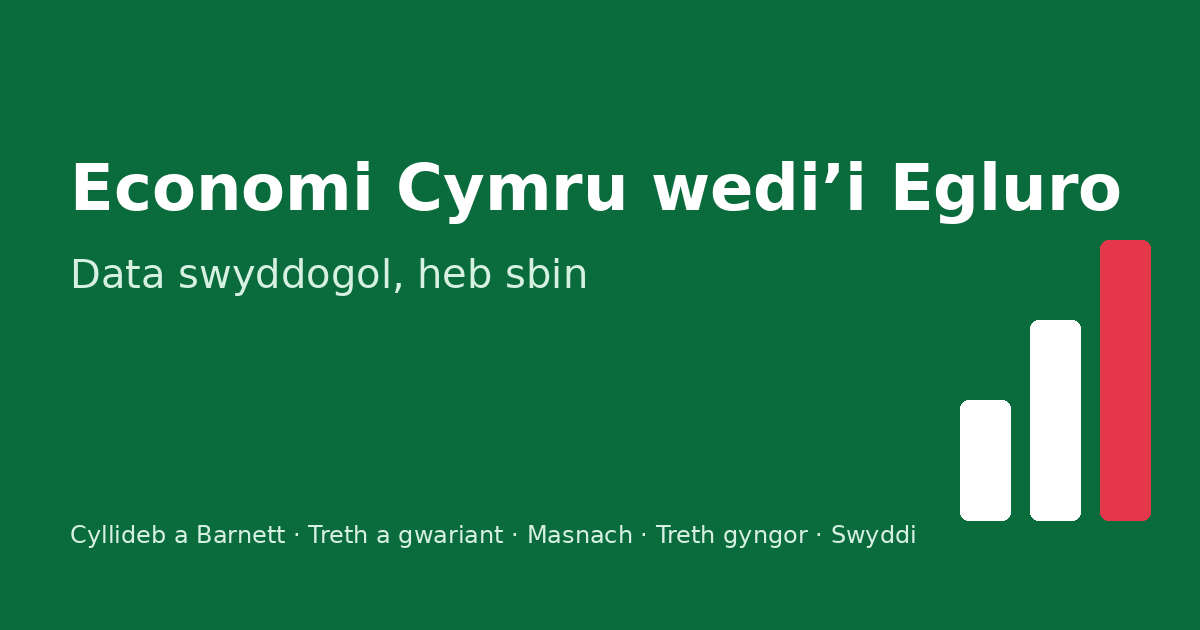 Economi Cymru wedi’i Egluro
Data swyddogol, heb sbin
Cyllideb a Barnett · Treth a gwariant · Masnach · Treth gyngor · Swyddi